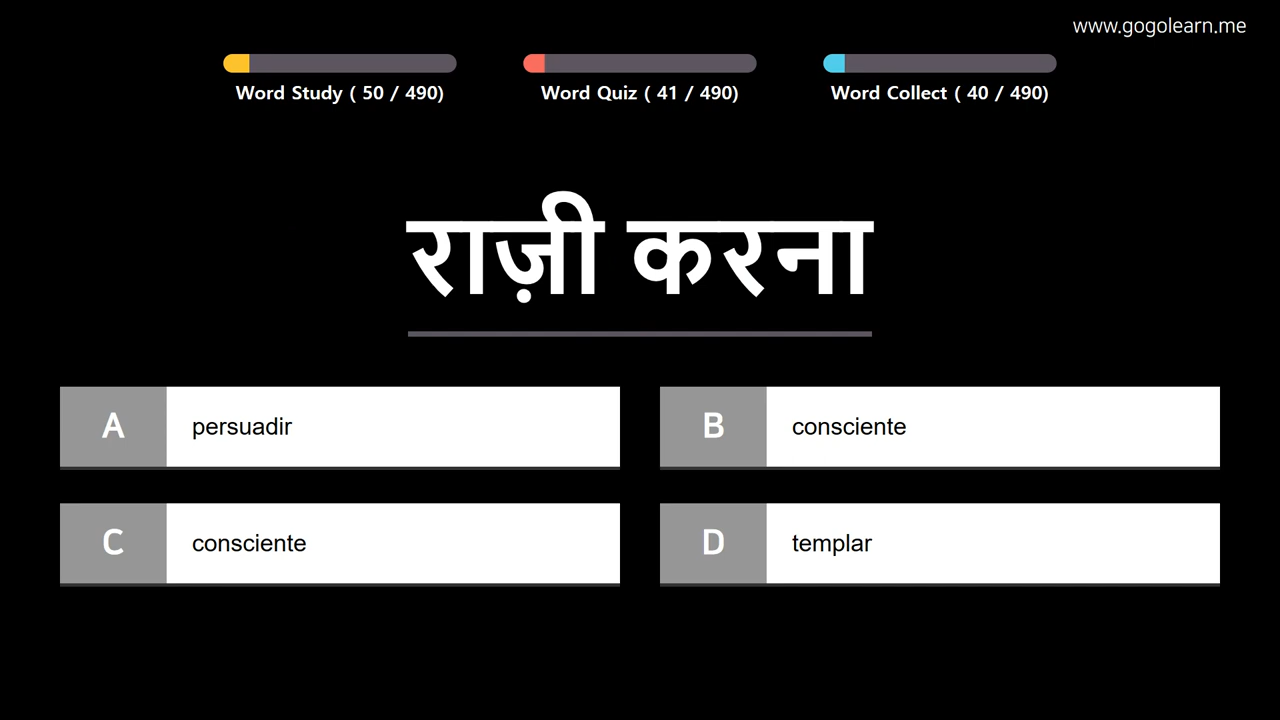 www.gogolearn.me
Word Study ( 50 / 490)
Word Quiz ( 41 / 490)
Word Collect ( 40 / 490)
राज़ी करना
A persuadir
B consciente
C consciente
D templar